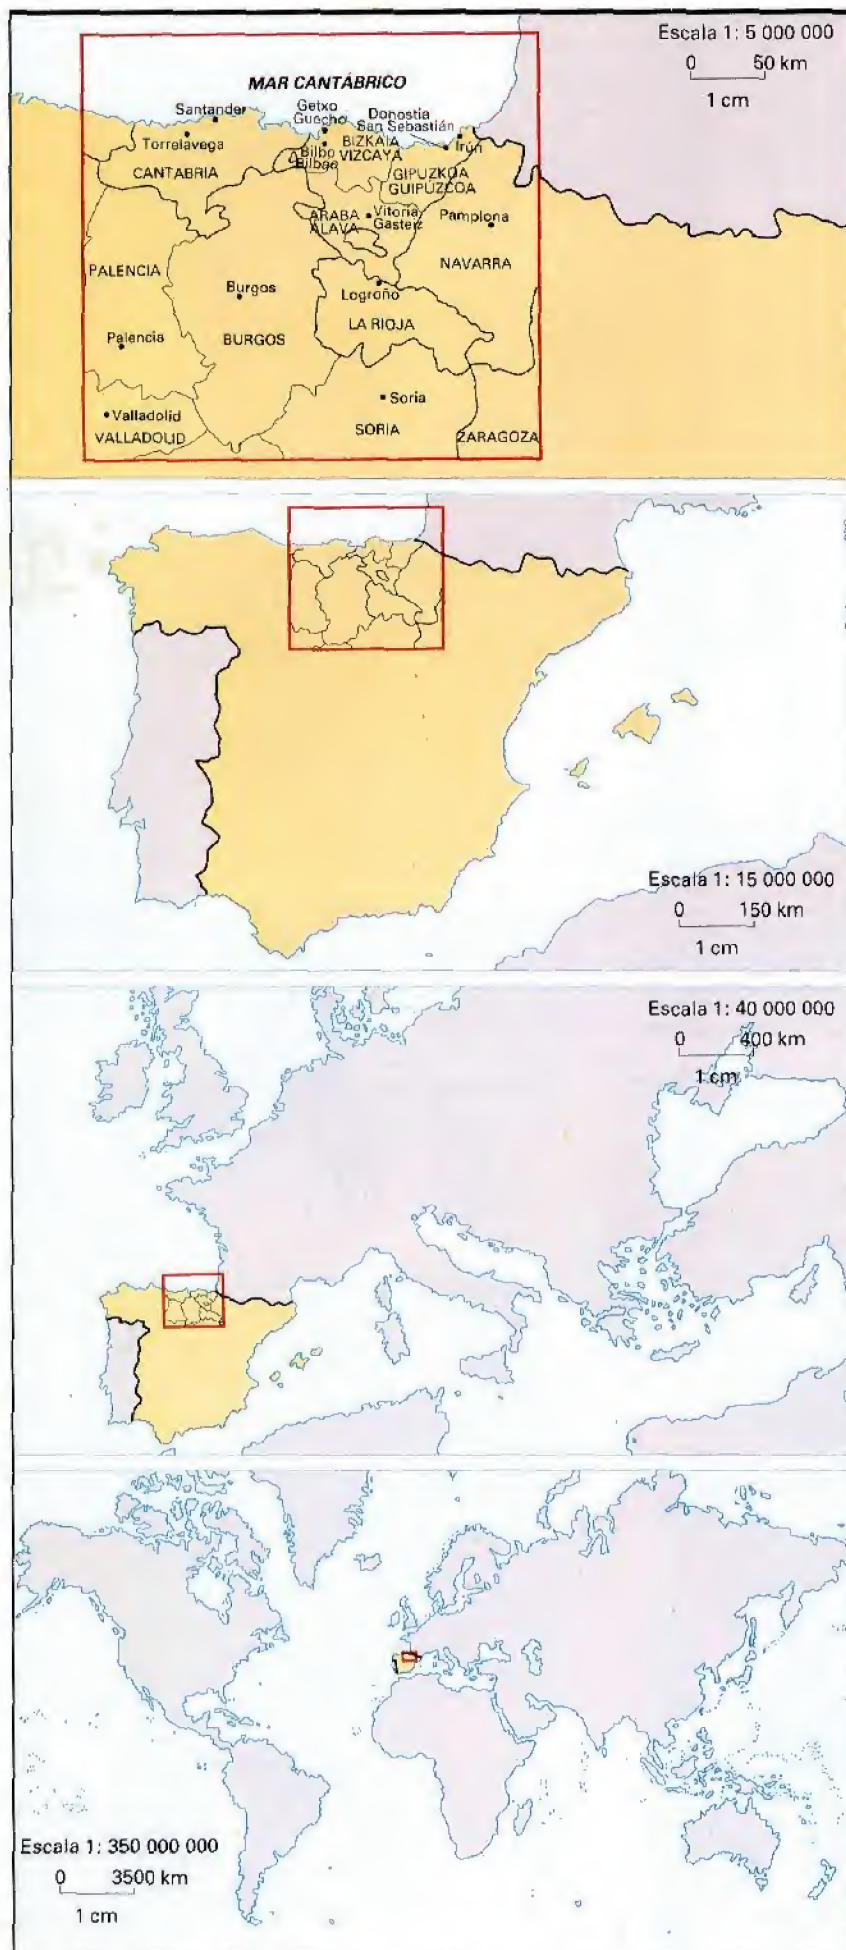 Escala 1: 5 000 000
0 50 km
1 cm
MAR CANTÁBRICO
Santander
Getxo
Guecho
Donostia
San Sebastián
Torrelavega
Bilbo
Bilbao
BIZKAIA
VIZCAYA
Irún
CANTABRIA
GIPUZKOA
GUIPÚZCOA
ARABA
ALAVA
Vitoria
Gasteiz
Pamplona
PALENCIA
NAVARRA
Burgos
Logroño
LA RIOJA
Palencia
BURGOS
Soria
Valladolid
VALLADOLID
SORIA
ZARAGOZA
Escala 1: 15 000 000
0 150 km
1 cm
Escala 1: 40 000 000
0 400 km
1 cm
Escala 1: 350 000 000
0 3500 km
1 cm